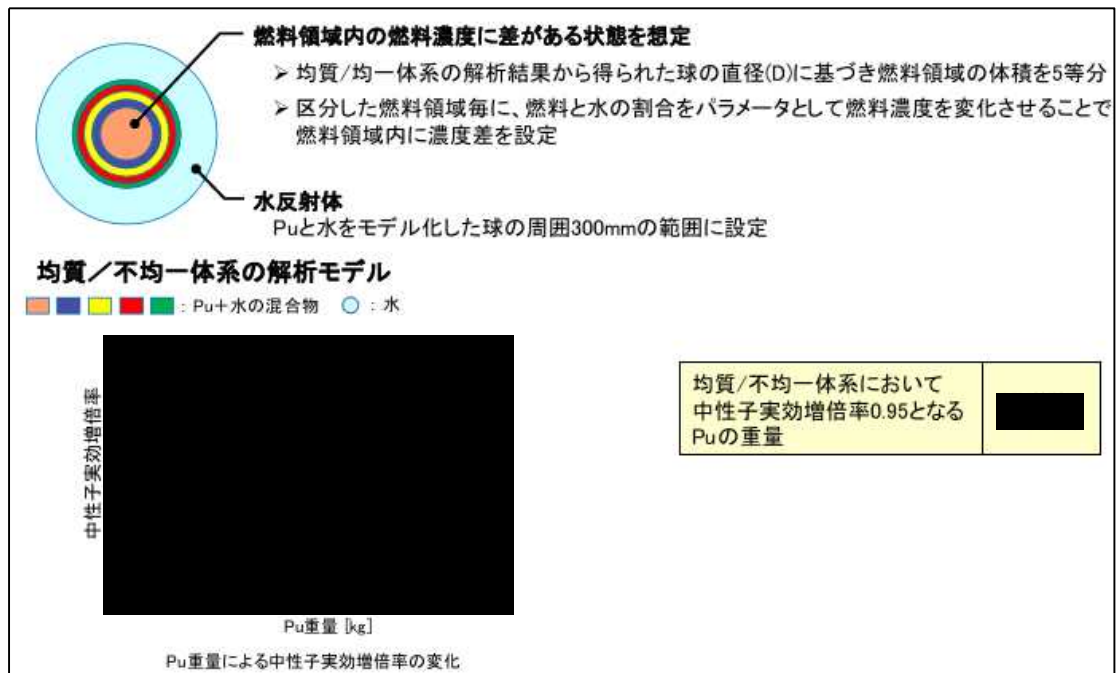 燃料領域内の燃料濃度に差がある状態を想定
➢ 均質/均一体系の解析結果から得られた球の直径(D)に基づき燃料領域の体積を5等分
➢ 区分した燃料領域毎に、燃料と水の割合をパラメータとして燃料濃度を変化させることで
燃料領域内に濃度差を設定
水反射体
Puと水をモデル化した球の周囲300mmの範囲に設定
均質／不均一体系の解析モデル
：Pu＋水の混合物 ：水
中性子実効増倍率
Pu重量 [kg]
Pu重量による中性子実効増倍率の変化
均質/不均一体系において
中性子実効増倍率0.95となる
Puの重量